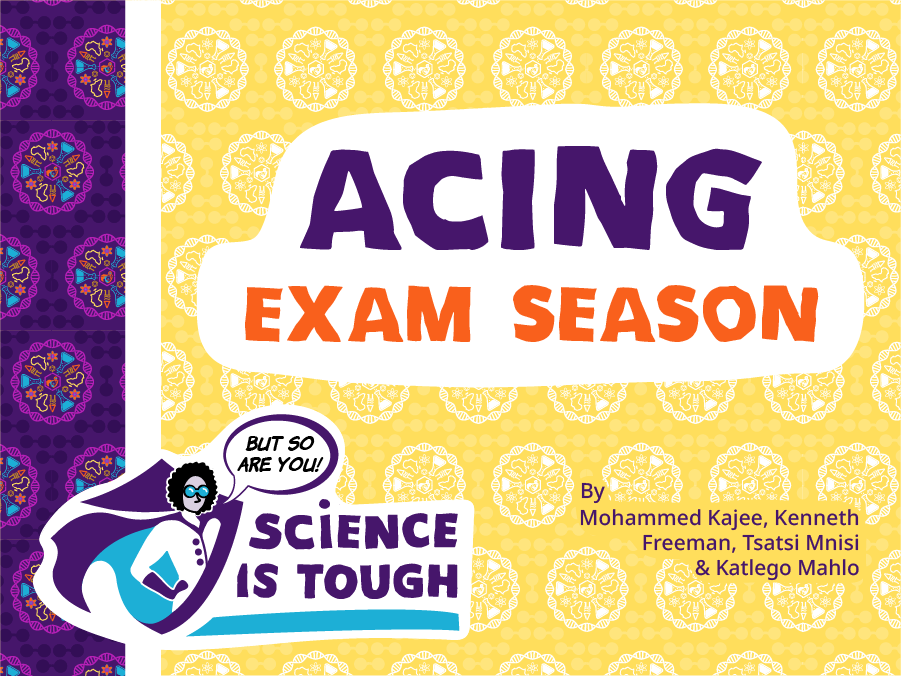 ACING
EXAM SEASON
BUT SO
ARE YOU!
SCIENCE
IS TOUGH
By
Mohammed Kajee, Kenneth
Freeman, Tsatsi Mnisi
& Katlego Mahlo